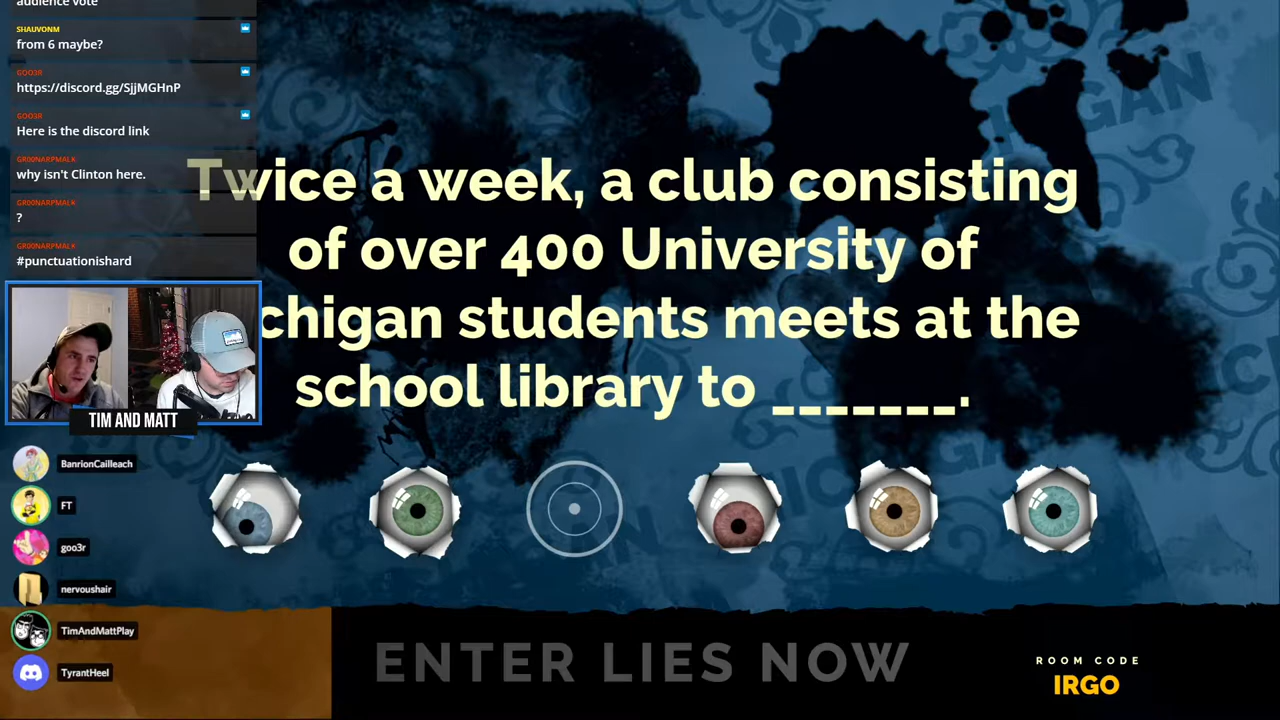 audience vote
SHAUVONM
from 6 maybe?
GOO3R
https://discord.gg/SjjMGHnP
GOO3R
Here is the discord link
GR00NARPMALK
why isn't Clinton here.
GR00NARPMALK
?
GR00NARPMALK
#punctuationishard
Twice a week, a club consisting
of over 400 University of
chigan students meets at the
school library to _______.
TIM AND MATT
BanrionCailleach
FT
goo3r
nervoushair
TimAndMattPlay
TyrantHeel
ENTER LIES NOW
ROOM CODE
IRGO